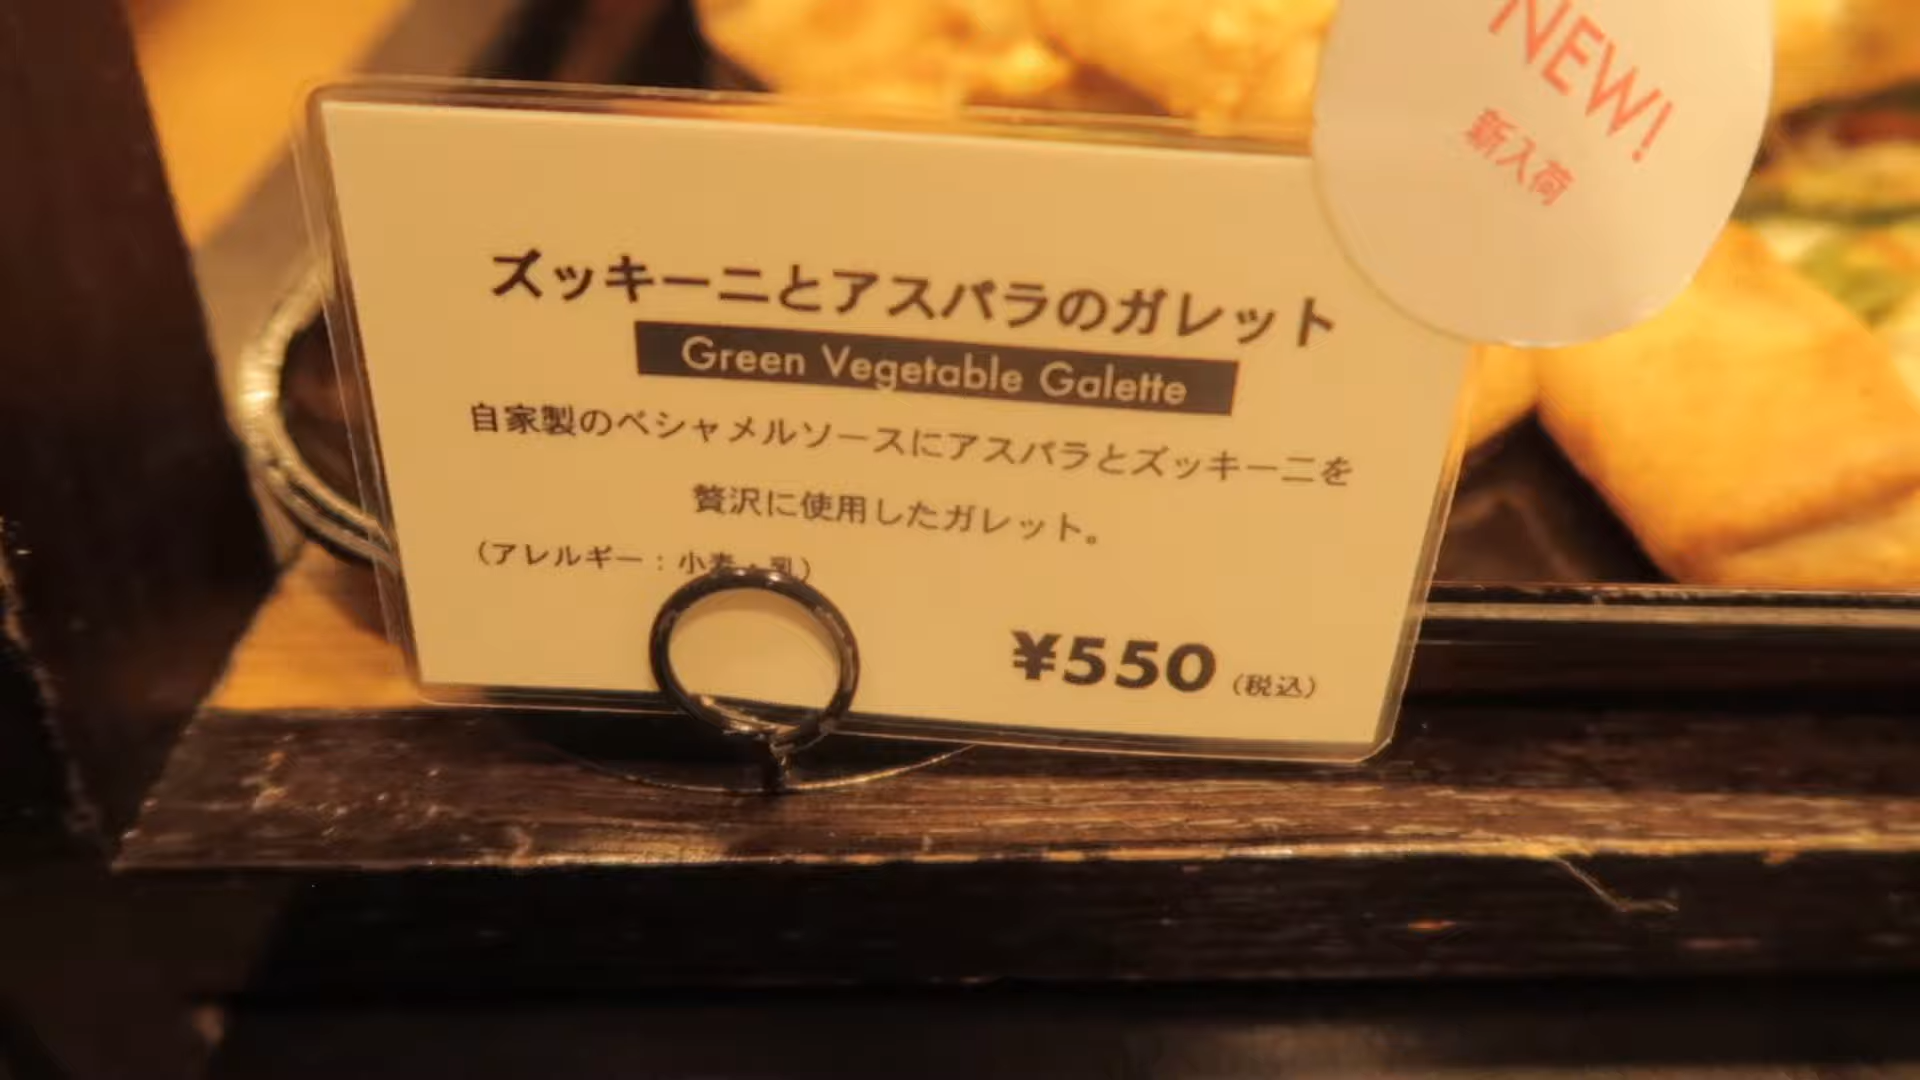 NEW!
新入荷
ズッキーニとアスパラのガレット
Green Vegetable Galette
自家製のベシャメルソースにアスパラとズッキーニを
贅沢に使用したガレット。
（アレルギー：小麦・乳）
¥550（税込）